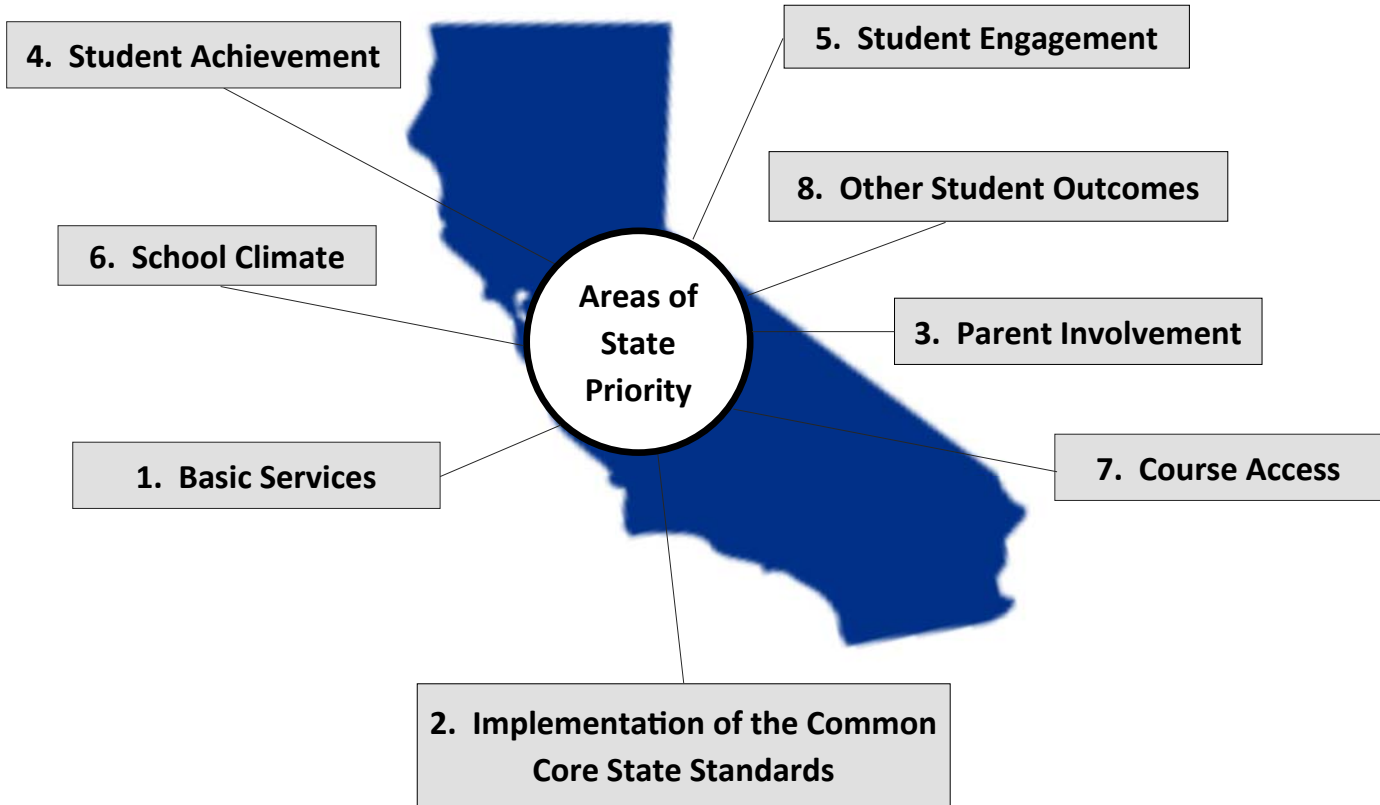 5. Student Engagement
4. Student Achievement
8. Other Student Outcomes
6. School Climate
Areas of
State
Priority
3. Parent Involvement
1. Basic Services
7. Course Access
2. Implementation of the Common
Core State Standards